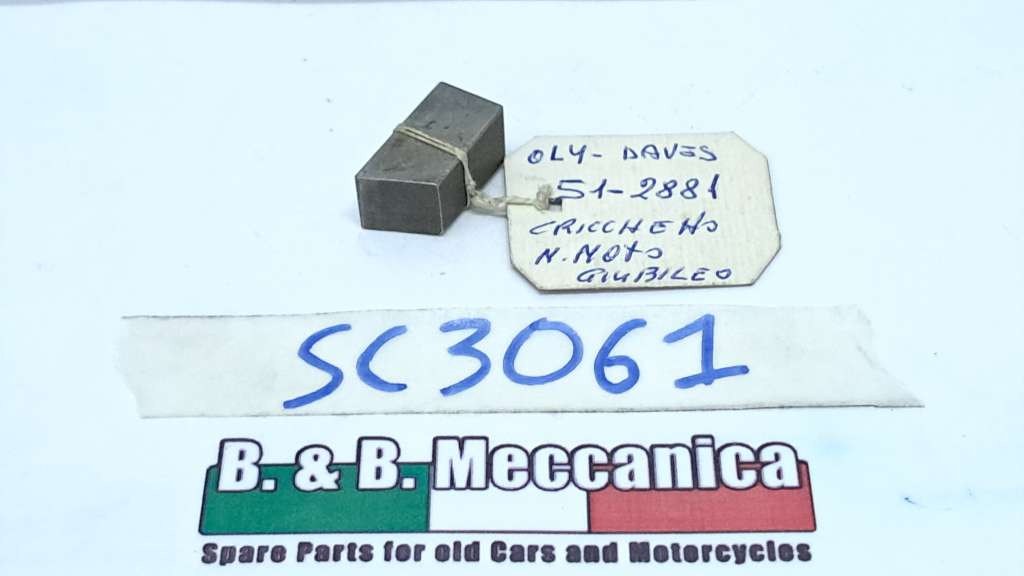 OLY- DAVES
51-2881
CRICCHETTO
N. MOTO
GIUBILEO
SC3061
B. & B. Meccanica
Spare Parts for old Cars and Motorcycles